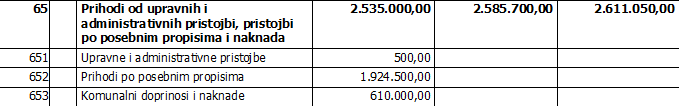 65 Prihodi od upravnih i 2.535.000,00 2.585.700,00 2.611.050,00
administrativnih pristojbi, pristojbi
po posebnim propisima i naknada
651 Upravne i administrativne pristojbe 500,00
652 Prihodi po posebnim propisima 1.924.500,00
653 Komunalni doprinosi i naknade 610.000,00